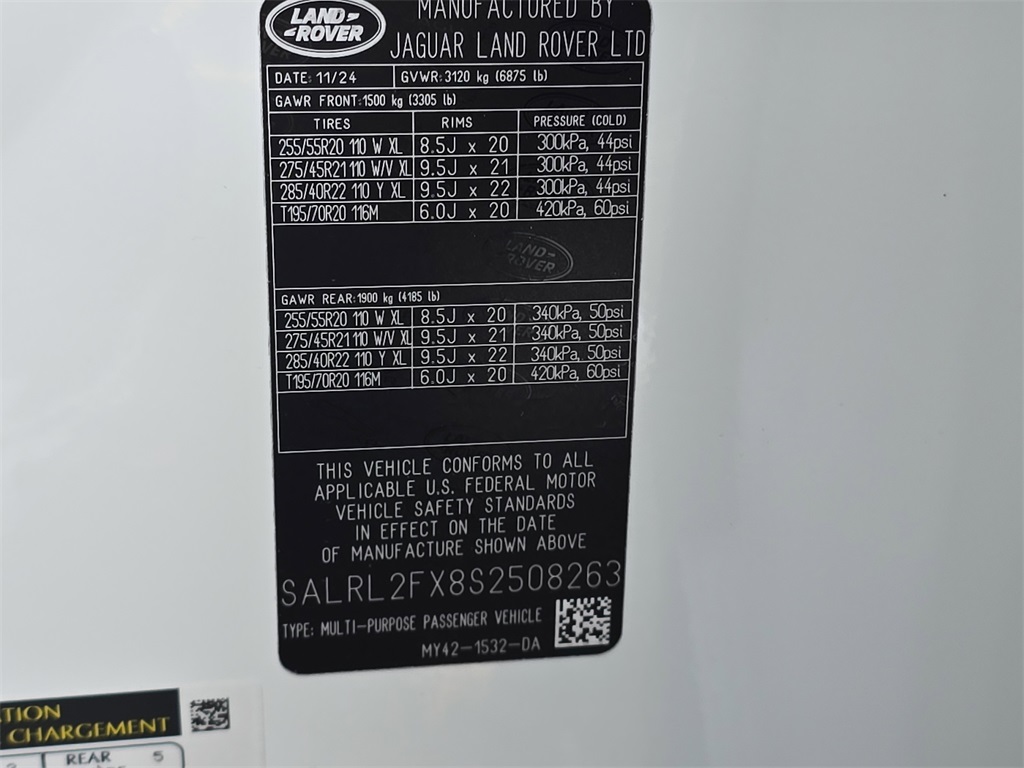 LAND ROVER
MANUFACTURED BY
JAGUAR LAND ROVER LTD
DATE: 11/24 GVWR: 3120 kg (6875 lb)
GAWR FRONT: 1500 kg (3305 lb)
TIRES RIMS PRESSURE (COLD)
255/55R20 110 W XL 8.5J x 20 300kPa, 44psi
275/45R21 110 W/V XL 9.5J x 21 300kPa, 44psi
285/40R22 110 Y XL 9.5J x 22 300kPa, 44psi
T195/70R20 116M 6.0J x 20 420kPa, 60psi
LAND ROVER
GAWR REAR: 1900 kg (4185 lb)
255/55R20 110 W XL 8.5J x 20 340kPa, 50psi
275/45R21 110 W/V XL 9.5J x 21 340kPa, 50psi
285/40R22 110 Y XL 9.5J x 22 340kPa, 50psi
T195/70R20 116M 6.0J x 20 420kPa, 60psi
THIS VEHICLE CONFORMS TO ALL
APPLICABLE U.S. FEDERAL MOTOR
VEHICLE SAFETY STANDARDS
IN EFFECT ON THE DATE
OF MANUFACTURE SHOWN ABOVE
SALRL2FX8S2508263
TYPE: MULTI-PURPOSE PASSENGER VEHICLE
MY42-1532-DA
TION
CHARGEMENT
REAR 5